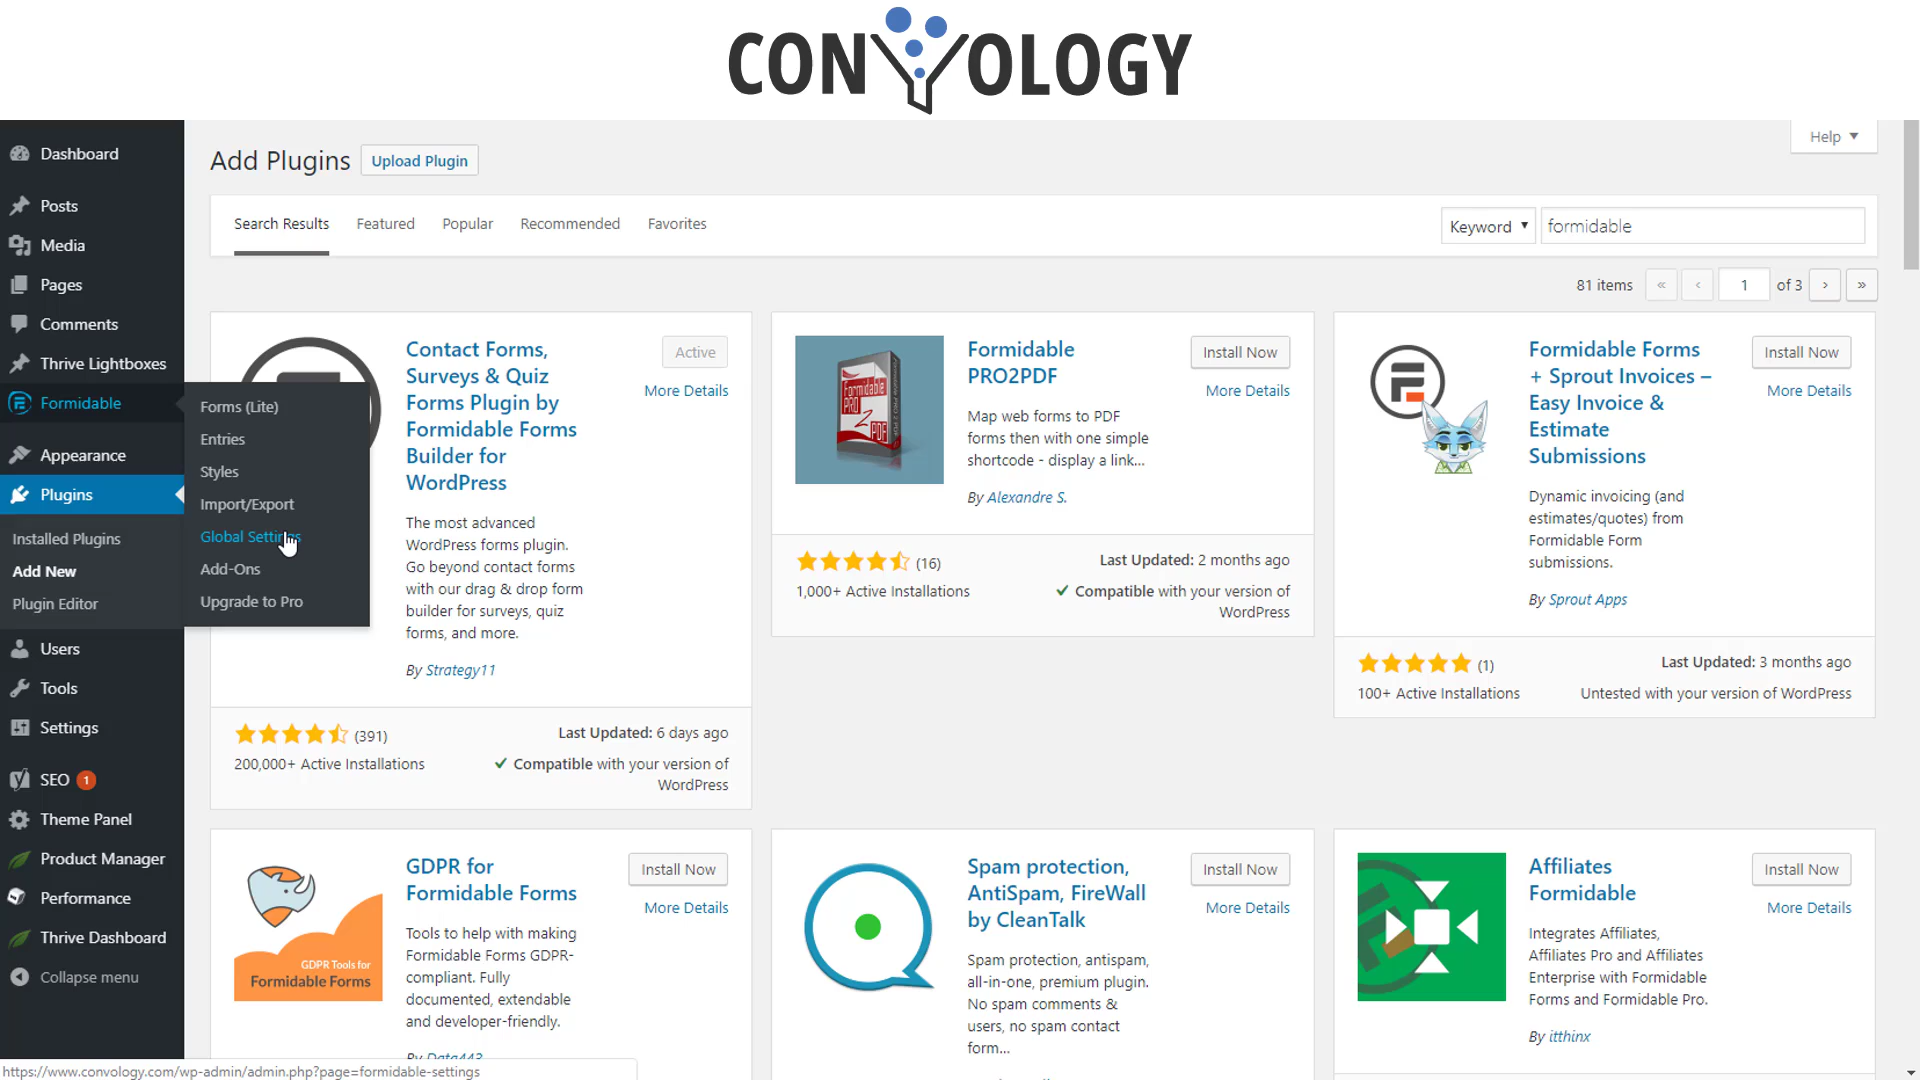 CONVOLOGY
Help
Dashboard
Posts
Media
Pages
Comments
Thrive Lightboxes
Formidable
Appearance
Plugins
Installed Plugins
Add New
Plugin Editor
Users
Tools
Settings
SEO 1
Theme Panel
Product Manager
Performance
Thrive Dashboard
Collapse menu
Forms (Lite)
Entries
Styles
Import/Export
Global Settings
Add-Ons
Upgrade to Pro
Add Plugins Upload Plugin
Search Results Featured Popular Recommended Favorites
Keyword formidable
81 items « ‹ 1 of 3 › »
Contact Forms,
Surveys & Quiz
Forms Plugin by
Formidable Forms
Builder for
WordPress
Active
More Details
The most advanced
WordPress forms plugin.
Go beyond contact forms
with our drag & drop form
builder for surveys, quiz
forms, and more.
By Strategy11
(391)
200,000+ Active Installations
Last Updated: 6 days ago
Compatible with your version of
WordPress
Formidable
PRO2PDF
Install Now
More Details
Map web forms to PDF
forms then with one simple
shortcode - display a link...
By Alexandre S.
(16)
1,000+ Active Installations
Last Updated: 2 months ago
Compatible with your version of
WordPress
Formidable Forms
+ Sprout Invoices –
Easy Invoice &
Estimate
Submissions
Install Now
More Details
Dynamic invoicing (and
estimates/quotes) from
Formidable Form
submissions.
By Sprout Apps
(1)
100+ Active Installations
Last Updated: 3 months ago
Untested with your version of WordPress
GDPR Tools for
Formidable Forms
GDPR for
Formidable Forms
Install Now
More Details
Tools to help with making
Formidable Forms GDPR-
compliant. Fully
documented, extendable
and developer-friendly.
By Data443
Spam protection,
AntiSpam, FireWall
by CleanTalk
Install Now
More Details
Spam protection, antispam,
all-in-one, premium plugin.
No spam comments &
users, no spam contact
form...
Affiliates
Formidable
Install Now
More Details
Integrates Affiliates,
Affiliates Pro and Affiliates
Enterprise with Formidable
Forms and Formidable Pro.
By itthinx
https://www.convology.com/wp-admin/admin.php?page=formidable-settings